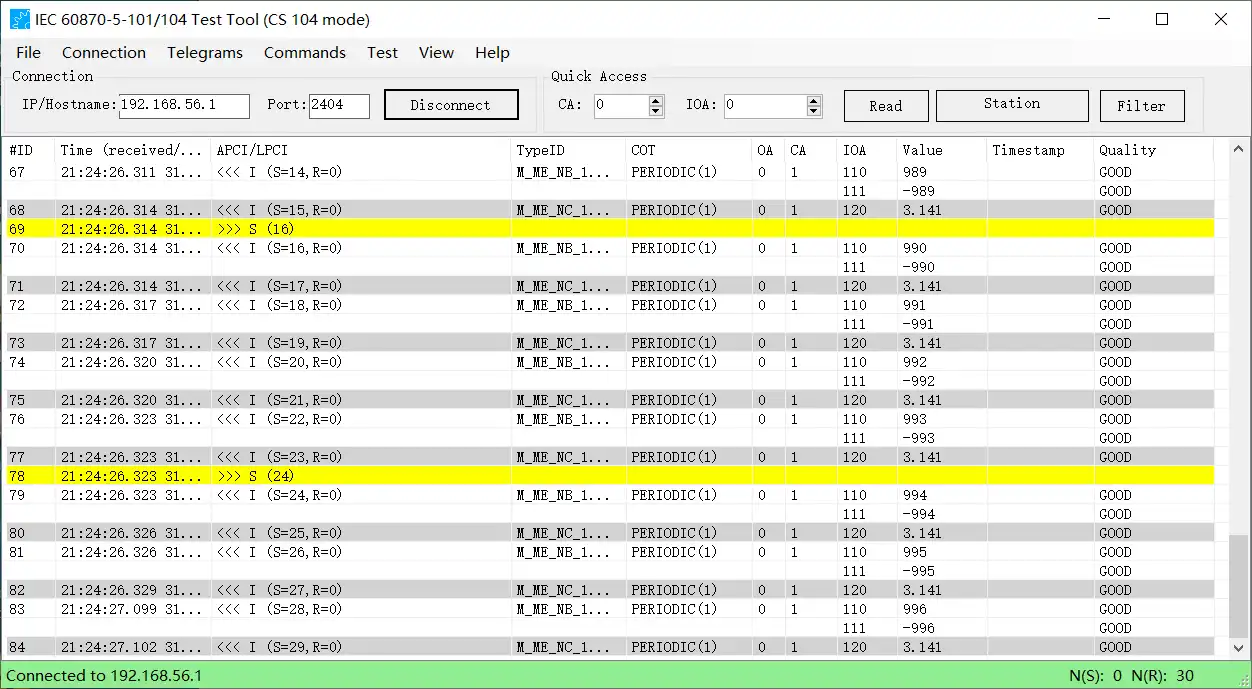 IEC 60870-5-101/104 Test Tool (CS 104 mode)
File Connection Telegrams Commands Test View Help
Connection Quick Access
IP/Hostname: 192.168.56.1 Port: 2404 Disconnect CA: 0 IOA: 0 Read Station Filter
#ID Time (received/... APCI/LPCI TypeID COT OA CA IOA Value Timestamp Quality
67 21:24:26.311 31... <<< I (S=14,R=0) M_ME_NB_1... PERIODIC(1) 0 1 110 989 GOOD
111 -989 GOOD
68 21:24:26.314 31... <<< I (S=15,R=0) M_ME_NC_1... PERIODIC(1) 0 1 120 3.141 GOOD
69 21:24:26.314 31... >>> S (16)
70 21:24:26.314 31... <<< I (S=16,R=0) M_ME_NB_1... PERIODIC(1) 0 1 110 990 GOOD
111 -990 GOOD
71 21:24:26.314 31... <<< I (S=17,R=0) M_ME_NC_1... PERIODIC(1) 0 1 120 3.141 GOOD
72 21:24:26.317 31... <<< I (S=18,R=0) M_ME_NB_1... PERIODIC(1) 0 1 110 991 GOOD
111 -991 GOOD
73 21:24:26.317 31... <<< I (S=19,R=0) M_ME_NC_1... PERIODIC(1) 0 1 120 3.141 GOOD
74 21:24:26.320 31... <<< I (S=20,R=0) M_ME_NB_1... PERIODIC(1) 0 1 110 992 GOOD
111 -992 GOOD
75 21:24:26.320 31... <<< I (S=21,R=0) M_ME_NC_1... PERIODIC(1) 0 1 120 3.141 GOOD
76 21:24:26.323 31... <<< I (S=22,R=0) M_ME_NB_1... PERIODIC(1) 0 1 110 993 GOOD
111 -993 GOOD
77 21:24:26.323 31... <<< I (S=23,R=0) M_ME_NC_1... PERIODIC(1) 0 1 120 3.141 GOOD
78 21:24:26.323 31... >>> S (24)
79 21:24:26.323 31... <<< I (S=24,R=0) M_ME_NB_1... PERIODIC(1) 0 1 110 994 GOOD
111 -994 GOOD
80 21:24:26.326 31... <<< I (S=25,R=0) M_ME_NC_1... PERIODIC(1) 0 1 120 3.141 GOOD
81 21:24:26.326 31... <<< I (S=26,R=0) M_ME_NB_1... PERIODIC(1) 0 1 110 995 GOOD
111 -995 GOOD
82 21:24:26.329 31... <<< I (S=27,R=0) M_ME_NC_1... PERIODIC(1) 0 1 120 3.141 GOOD
83 21:24:27.099 31... <<< I (S=28,R=0) M_ME_NB_1... PERIODIC(1) 0 1 110 996 GOOD
111 -996 GOOD
84 21:24:27.102 31... <<< I (S=29,R=0) M_ME_NC_1... PERIODIC(1) 0 1 120 3.141 GOOD
Connected to 192.168.56.1 N(S): 0 N(R): 30